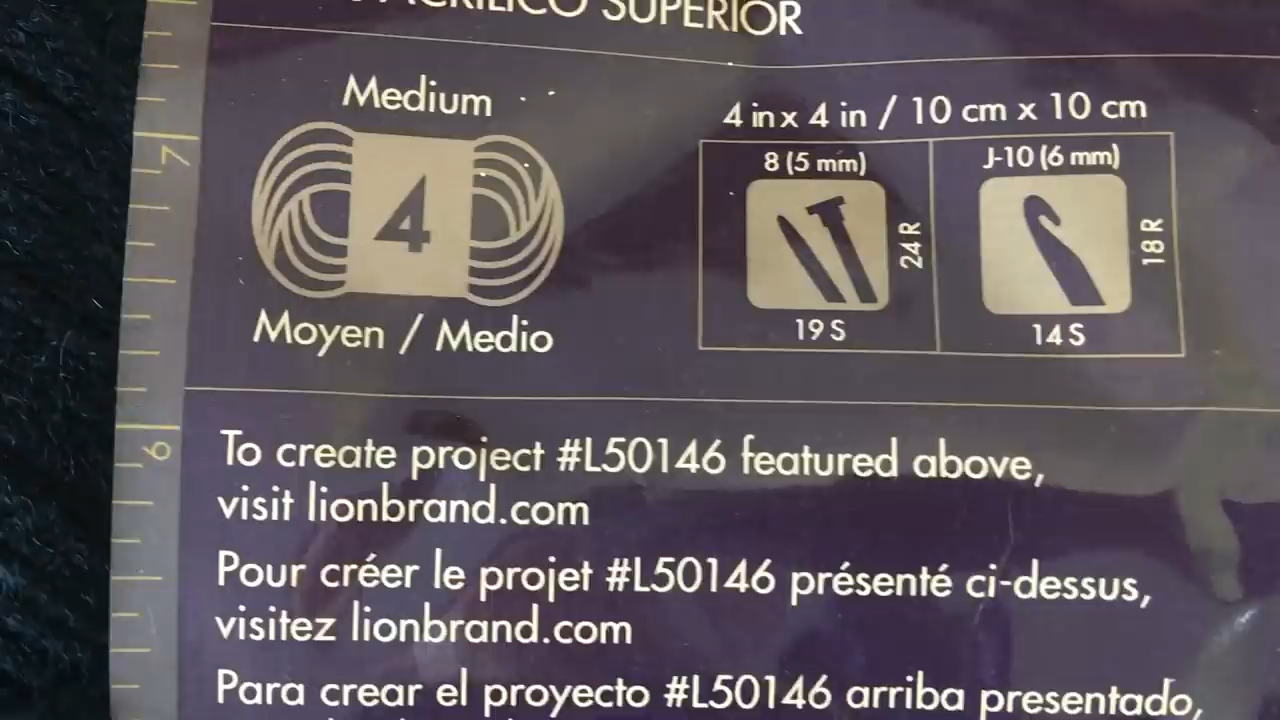 ACRÍLICO SUPERIOR
Medium
4
Moyen / Medio
4 in x 4 in / 10 cm x 10 cm
8 (5 mm)
24 R
19 S
J-10 (6 mm)
18 R
14 S
7
6
To create project #L50146 featured above,
visit lionbrand.com
Pour créer le projet #L50146 présenté ci-dessus,
visitez lionbrand.com
Para crear el proyecto #L50146 arriba presentado,